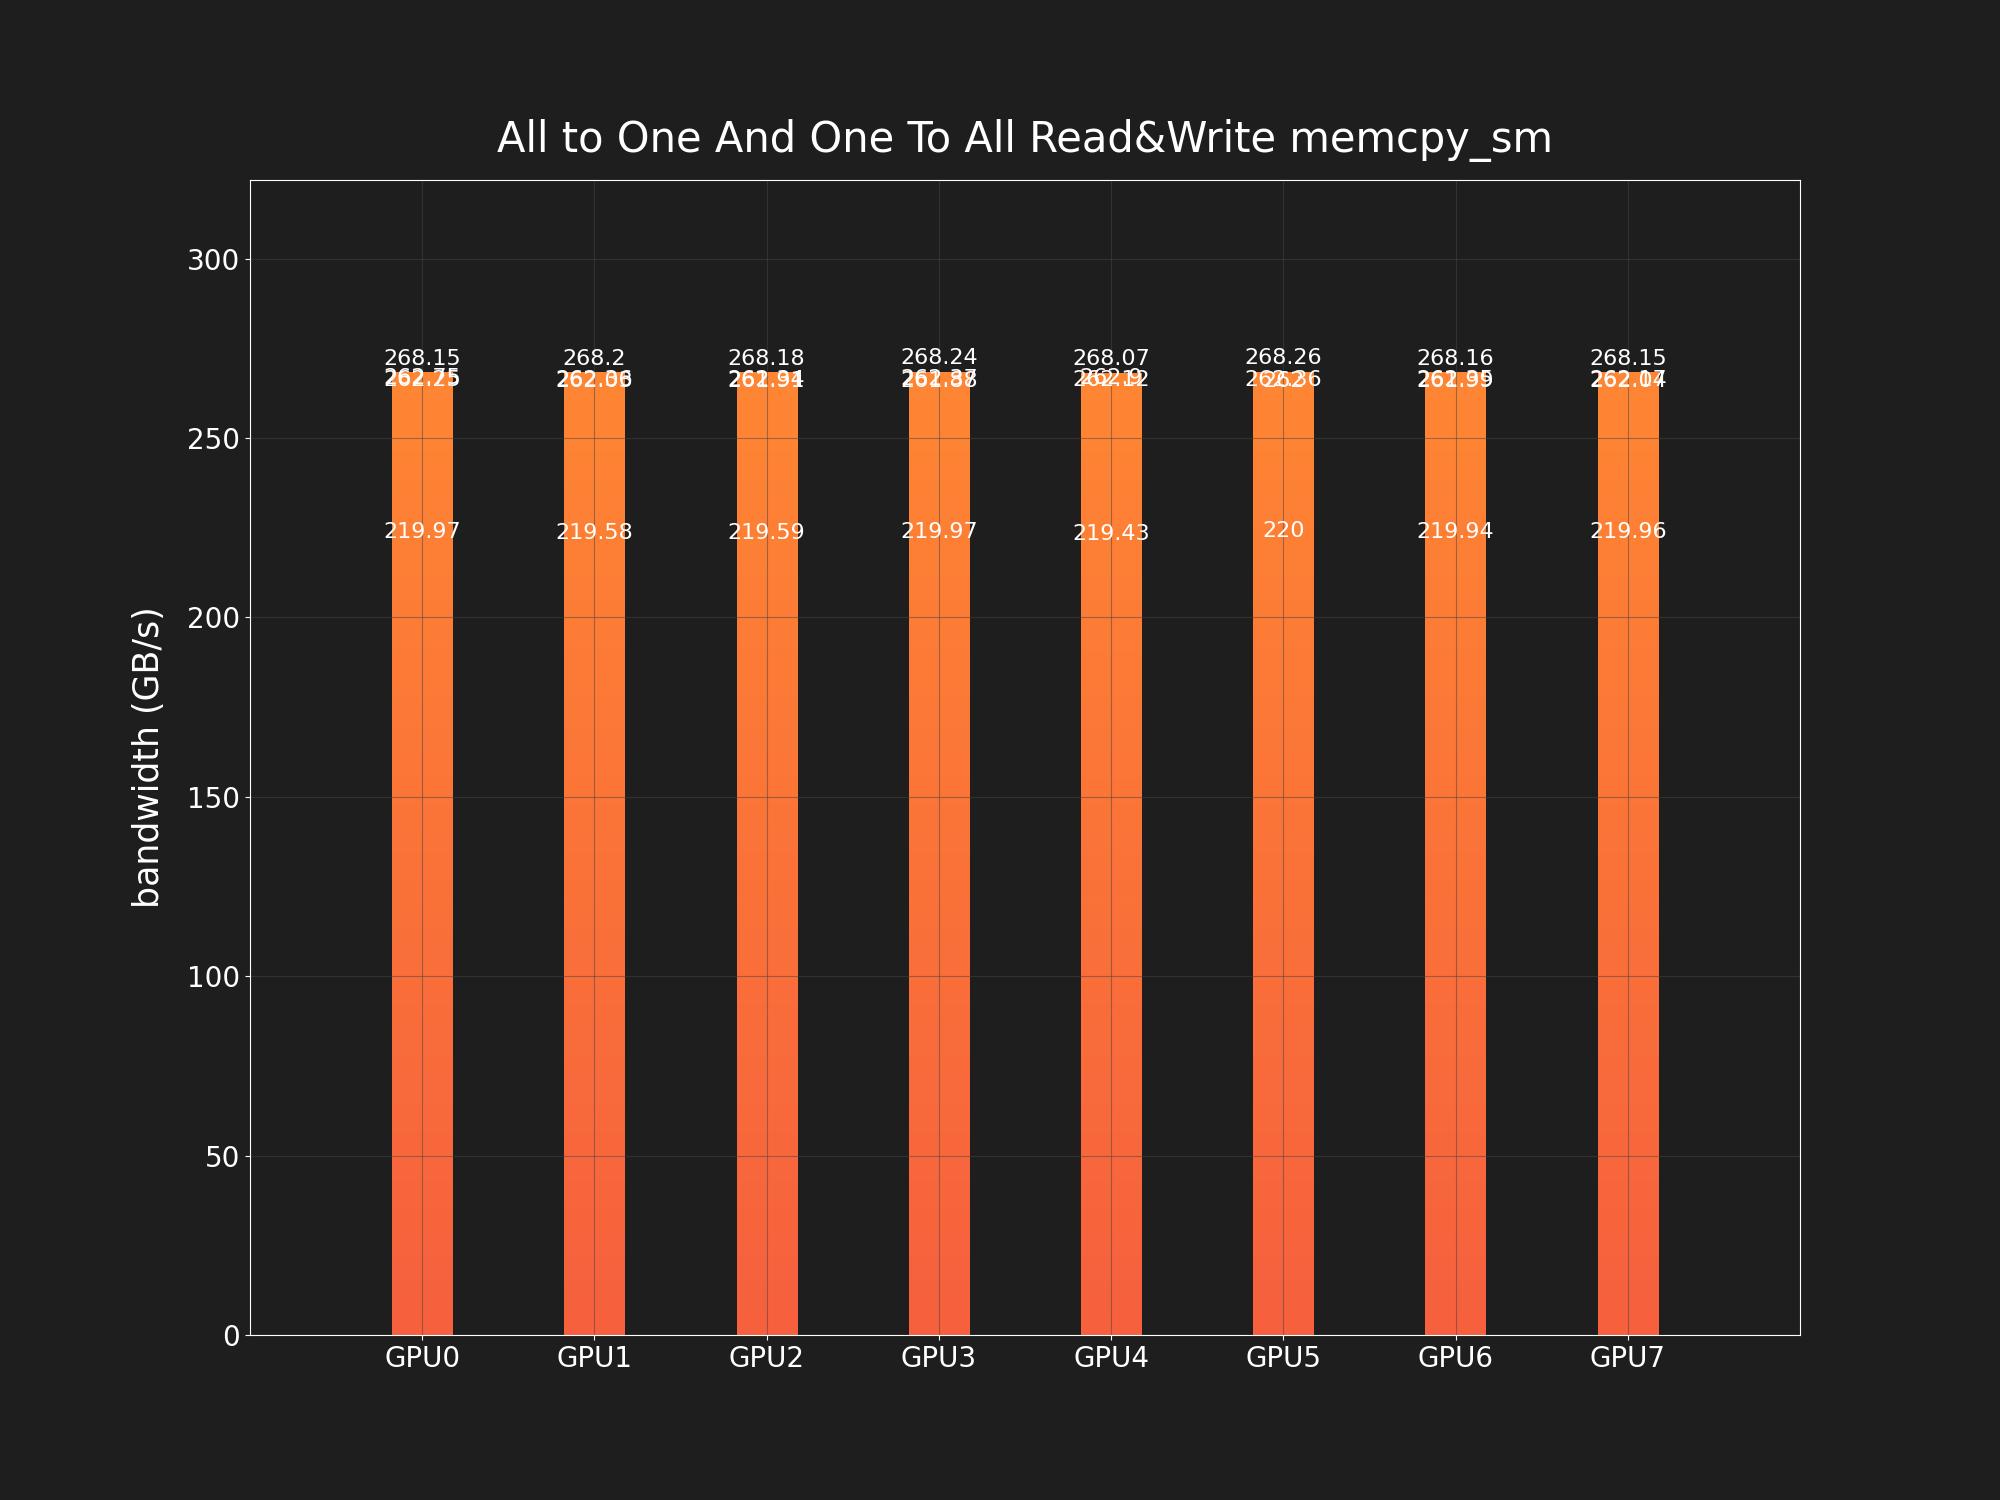 All to One And One To All Read&Write memcpy_sm
300
268.15 268.2 268.18 268.24 268.07 268.26 268.16 268.15
250
219.97 219.58 219.59 219.97 219.43 220 219.94 219.96
200
bandwidth (GB/s)
150
100
50
0
GPU0 GPU1 GPU2 GPU3 GPU4 GPU5 GPU6 GPU7